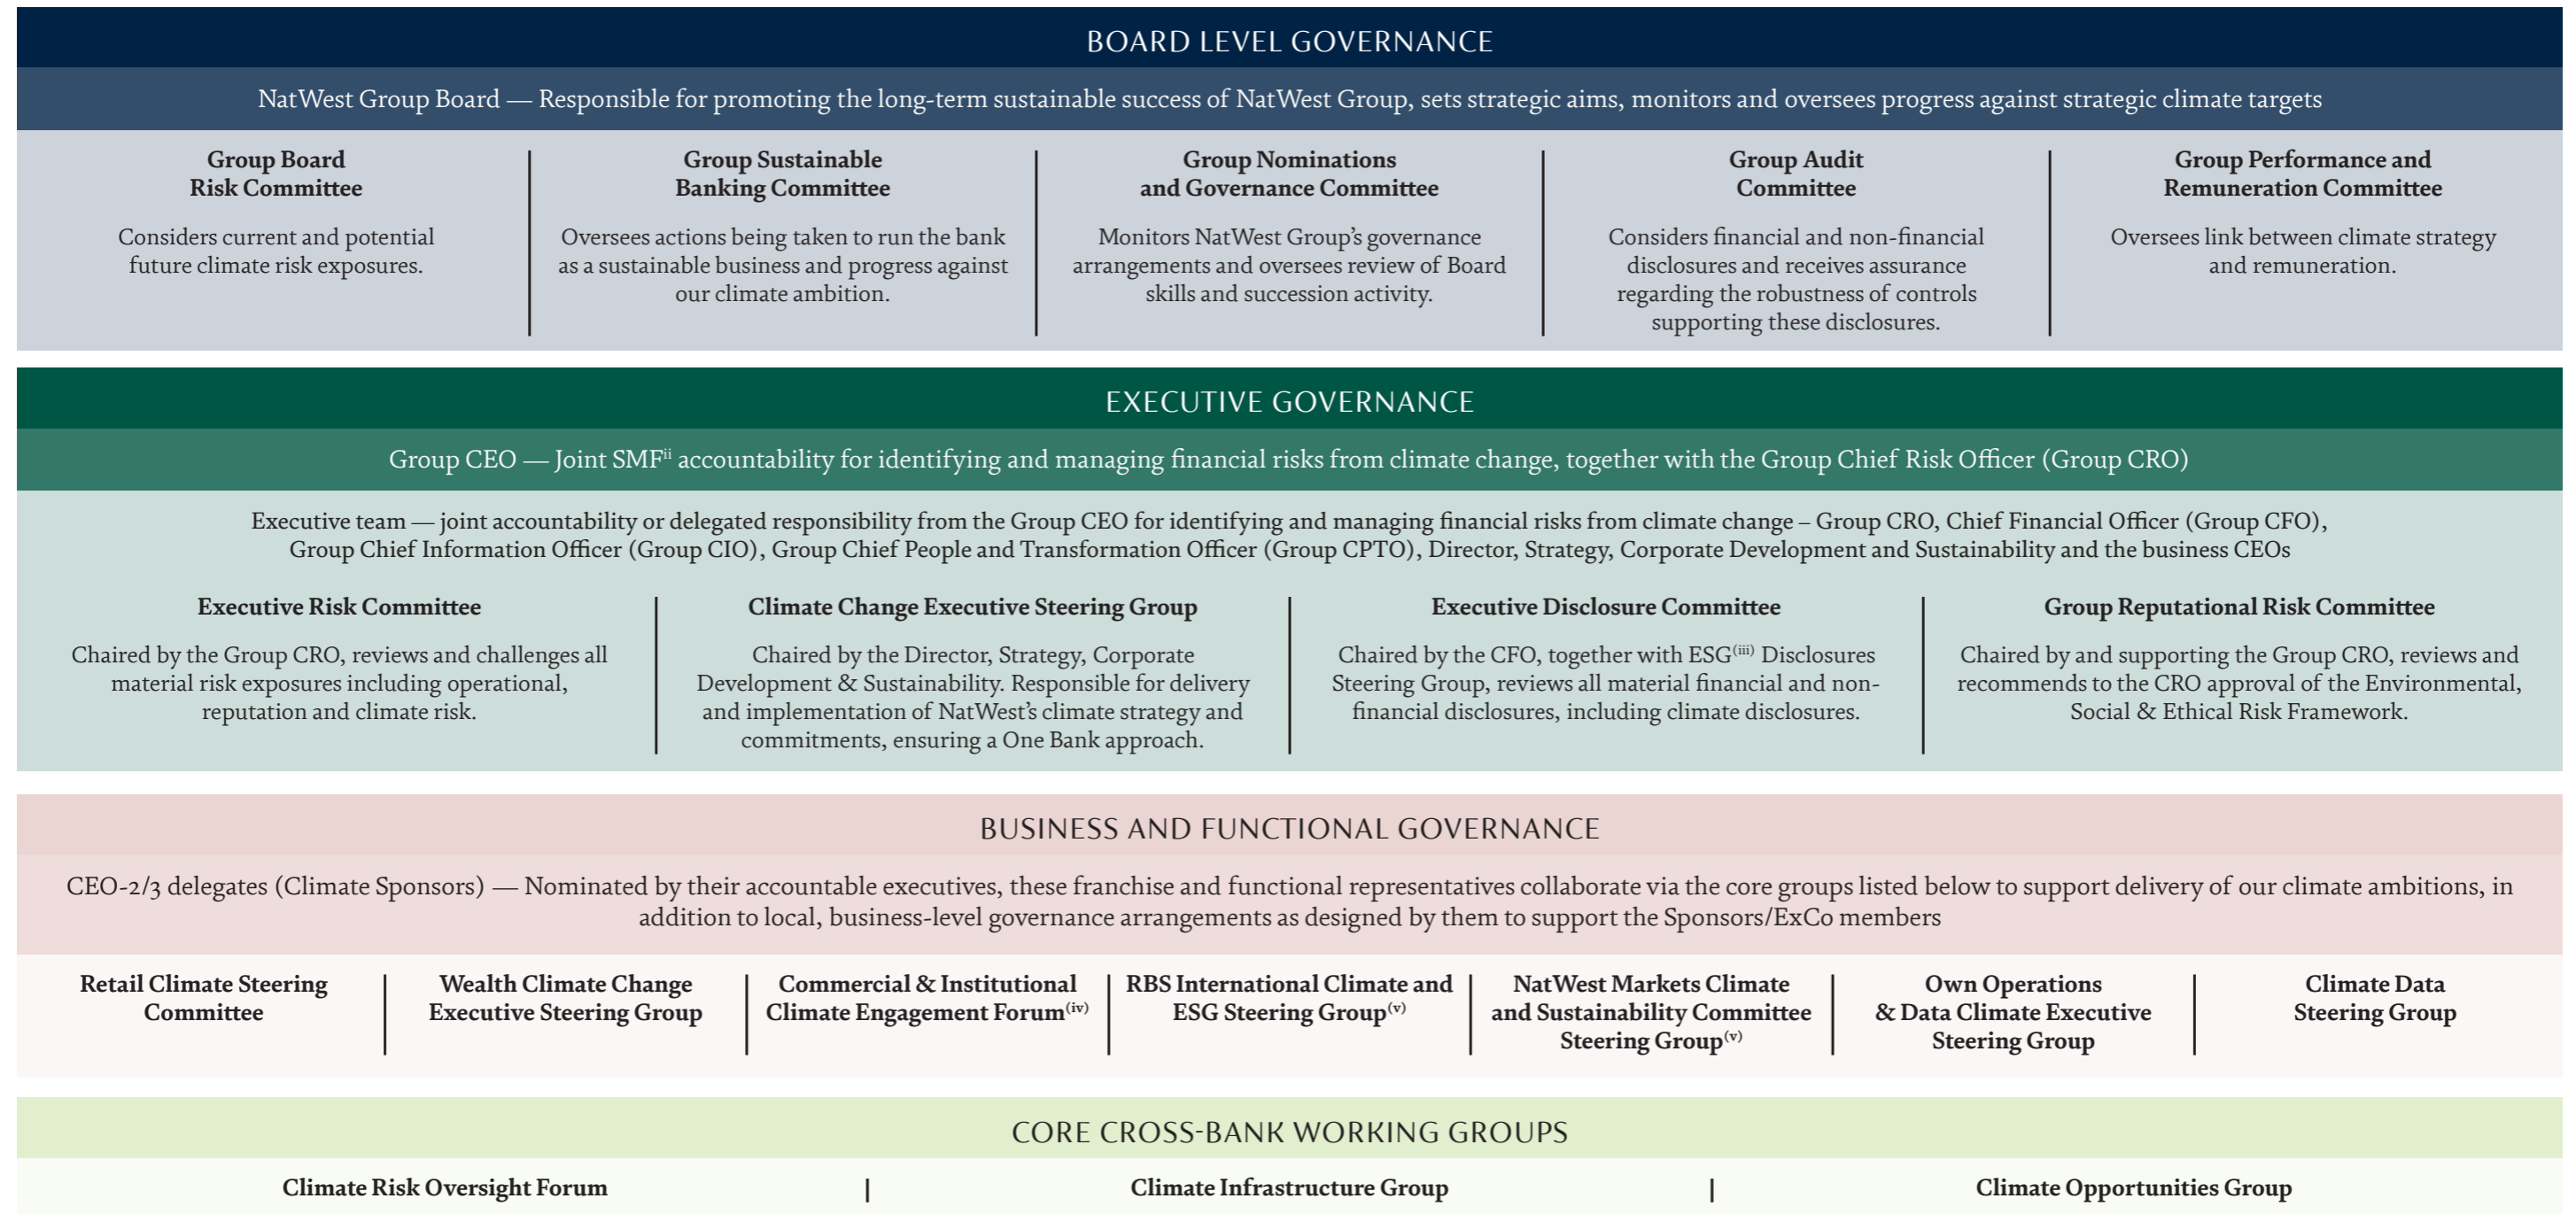 BOARD LEVEL GOVERNANCE
NatWest Group Board — Responsible for promoting the long-term sustainable success of NatWest Group, sets strategic aims, monitors and oversees progress against strategic climate targets
Group Board
Risk Committee
Considers current and potential
future climate risk exposures.
Group Sustainable
Banking Committee
Oversees actions being taken to run the bank
as a sustainable business and progress against
our climate ambition.
Group Nominations
and Governance Committee
Monitors NatWest Group’s governance
arrangements and oversees review of Board
skills and succession activity.
Group Audit
Committee
Considers financial and non-financial
disclosures and receives assurance
regarding the robustness of controls
supporting these disclosures.
Group Performance and
Remuneration Committee
Oversees link between climate strategy
and remuneration.
EXECUTIVE GOVERNANCE
Group CEO — Joint SMFii accountability for identifying and managing financial risks from climate change, together with the Group Chief Risk Officer (Group CRO)
Executive team — joint accountability or delegated responsibility from the Group CEO for identifying and managing financial risks from climate change – Group CRO, Chief Financial Officer (Group CFO),
Group Chief Information Officer (Group CIO), Group Chief People and Transformation Officer (Group CPTO), Director, Strategy, Corporate Development and Sustainability and the business CEOs
Executive Risk Committee
Chaired by the Group CRO, reviews and challenges all
material risk exposures including operational,
reputation and climate risk.
Climate Change Executive Steering Group
Chaired by the Director, Strategy, Corporate
Development & Sustainability. Responsible for delivery
and implementation of NatWest’s climate strategy and
commitments, ensuring a One Bank approach.
Executive Disclosure Committee
Chaired by the CFO, together with ESG(iii) Disclosures
Steering Group, reviews all material financial and non-
financial disclosures, including climate disclosures.
Group Reputational Risk Committee
Chaired by and supporting the Group CRO, reviews and
recommends to the CRO approval of the Environmental,
Social & Ethical Risk Framework.
BUSINESS AND FUNCTIONAL GOVERNANCE
CEO-2/3 delegates (Climate Sponsors) — Nominated by their accountable executives, these franchise and functional representatives collaborate via the core groups listed below to support delivery of our climate ambitions, in
addition to local, business-level governance arrangements as designed by them to support the Sponsors/ExCo members
Retail Climate Steering
Committee
Wealth Climate Change
Executive Steering Group
Commercial & Institutional
Climate Engagement Forum(iv)
RBS International Climate and
ESG Steering Group(v)
NatWest Markets Climate
and Sustainability Committee
Steering Group(v)
Own Operations
& Data Climate Executive
Steering Group
Climate Data
Steering Group
CORE CROSS-BANK WORKING GROUPS
Climate Risk Oversight Forum
Climate Infrastructure Group
Climate Opportunities Group